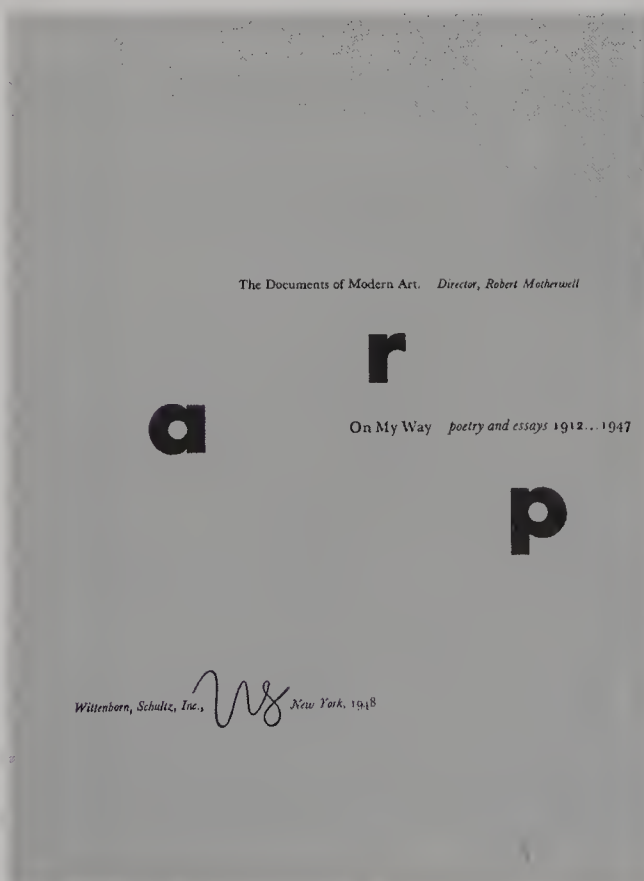 The Documents of Modern Art. Director, Robert Motherwell
a r p
On My Way poetry and essays 1912...1947
Wittenborn, Schultz, Inc., WS New York, 1948